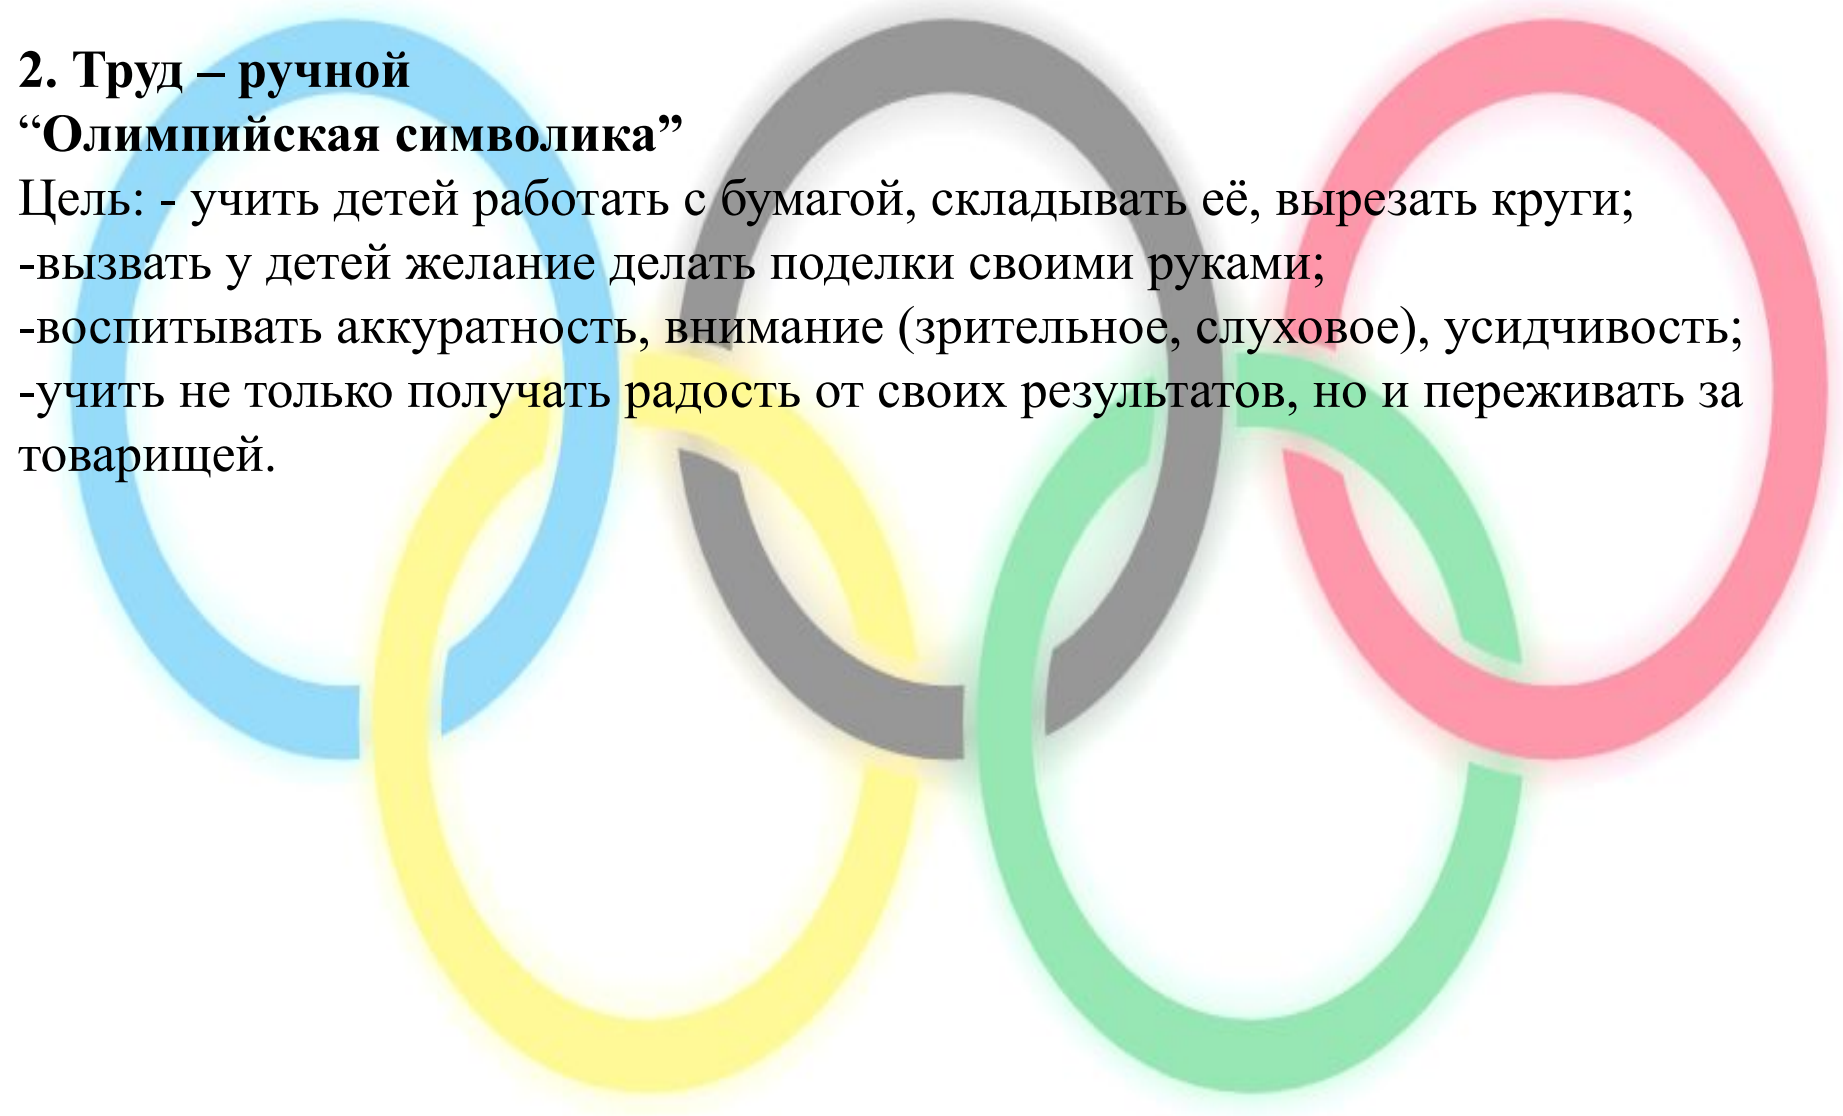 2. Труд – ручной
“Олимпийская символика”
Цель: - учить детей работать с бумагой, складывать её, вырезать круги;
-вызвать у детей желание делать поделки своими руками;
-воспитывать аккуратность, внимание (зрительное, слуховое), усидчивость;
-учить не только получать радость от своих результатов, но и переживать за
товарищей.